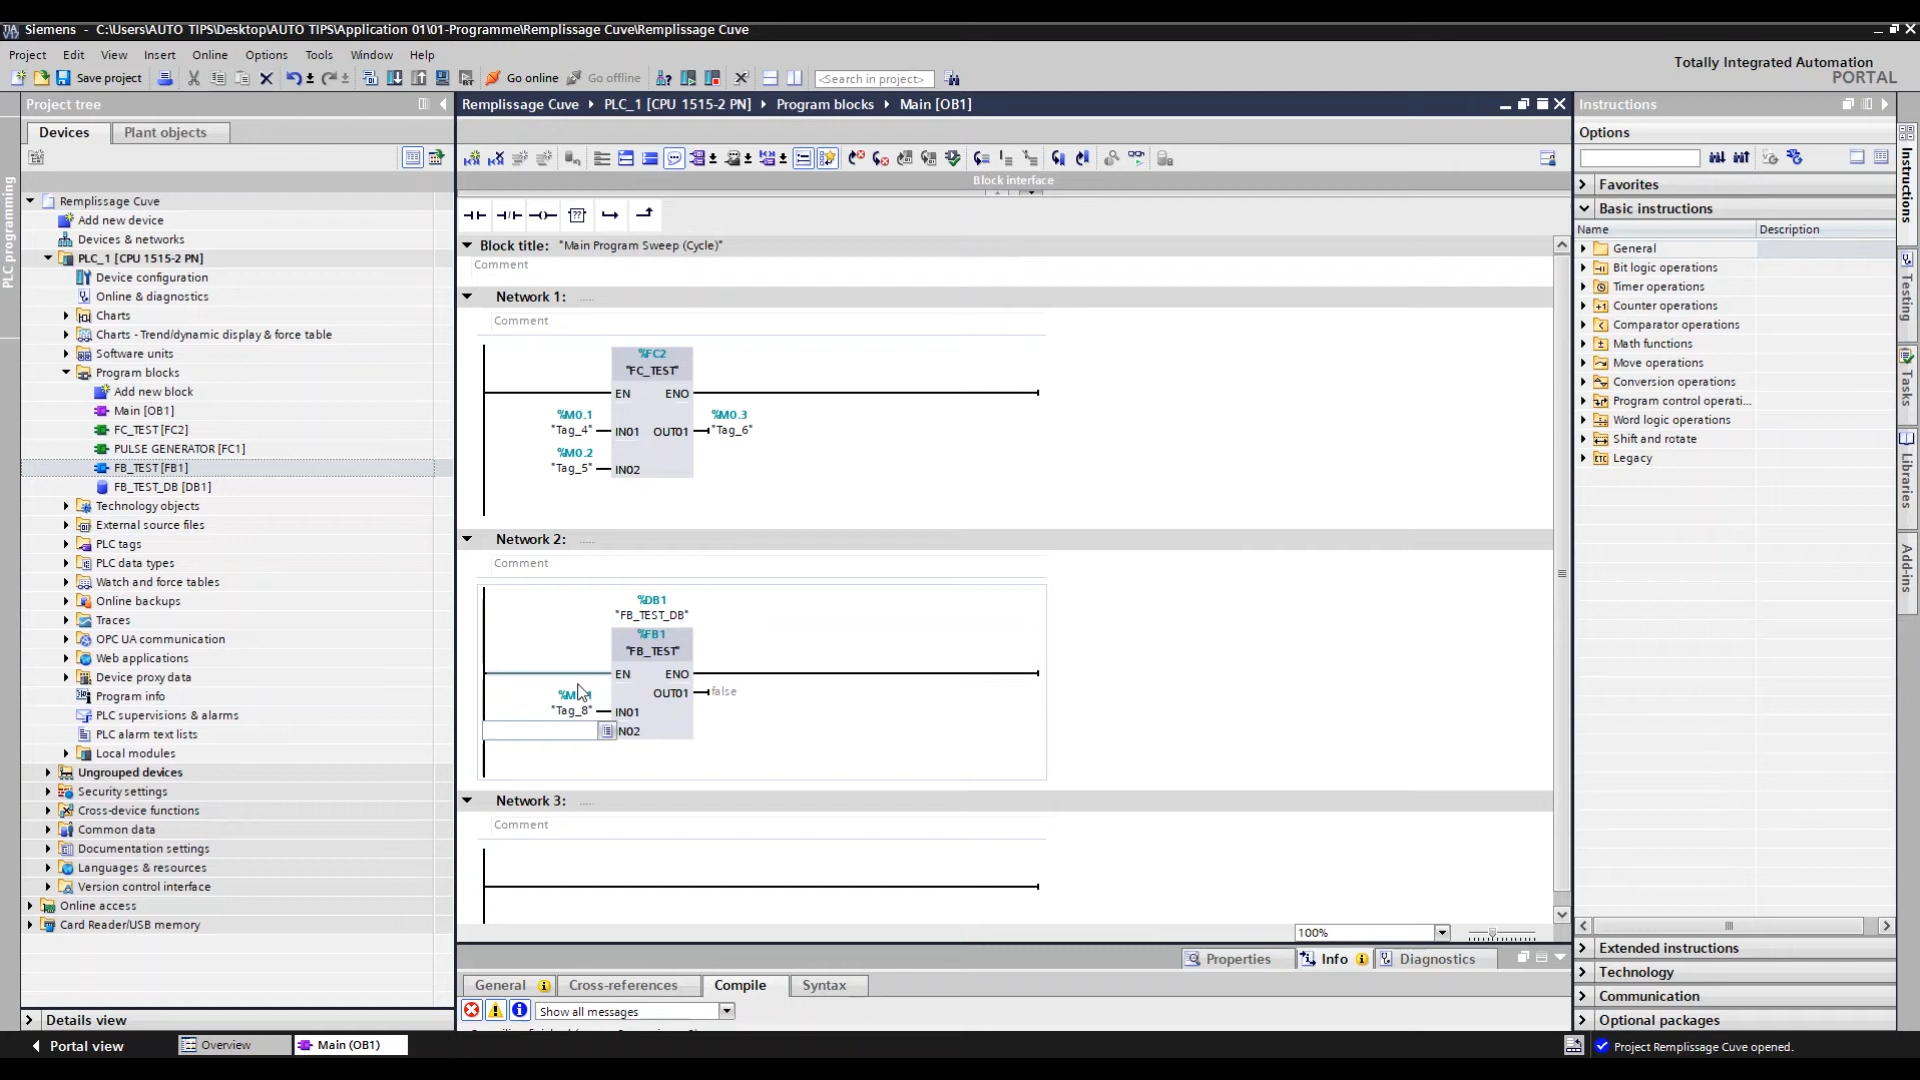 Siemens - C:\Users\AUTO TIPS\Desktop\AUTO TIPS\Application 01\01-Programme\Remplissage Cuve\Remplissage Cuve
Project Edit View Insert Online Options Tools Window Help
Totally Integrated Automation
PORTAL
Save project
Go online
Go offline
<Search in project>
Project tree
Remplissage Cuve
PLC_1 [CPU 1515-2 PN]
Program blocks
Main [OB1]
Instructions
Devices
Plant objects
Options
PLC programming
Block interface
Remplissage Cuve
Add new device
Devices & networks
PLC_1 [CPU 1515-2 PN]
Device configuration
Online & diagnostics
Charts
Charts - Trend/dynamic display & force table
Software units
Program blocks
Add new block
Main [OB1]
FC_TEST [FC2]
PULSE GENERATOR [FC1]
FB_TEST [FB1]
FB_TEST_DB [DB1]
Technology objects
External source files
PLC tags
PLC data types
Watch and force tables
Online backups
Traces
OPC UA communication
Web applications
Device proxy data
Program info
PLC supervisions & alarms
PLC alarm text lists
Local modules
Ungrouped devices
Security settings
Cross-device functions
Common data
Documentation settings
Languages & resources
Version control interface
Online access
Card Reader/USB memory
Details view
Block title: "Main Program Sweep (Cycle)"
Comment
Network 1: .....
Comment
%FC2
"FC_TEST"
EN ENO
%M0.1
"Tag_4"
IN01
OUT01
%M0.3
"Tag_6"
%M0.2
"Tag_5"
IN02
Network 2: .....
Comment
%DB1
"FB_TEST_DB"
%FB1
"FB_TEST"
EN ENO
OUT01
false
"Tag_8"
IN01
Network 3: .....
Comment
100%
Properties
Info
Diagnostics
General
Cross-references
Compile
Syntax
Show all messages
Favorites
Basic instructions
Name
Description
General
Bit logic operations
Timer operations
Counter operations
Comparator operations
Math functions
Move operations
Conversion operations
Program control operati...
Word logic operations
Shift and rotate
Legacy
Extended instructions
Technology
Communication
Optional packages
Instructions
Testing
Tasks
Libraries
Add-ins
Portal view
Overview
Main (OB1)
Project Remplissage Cuve opened.